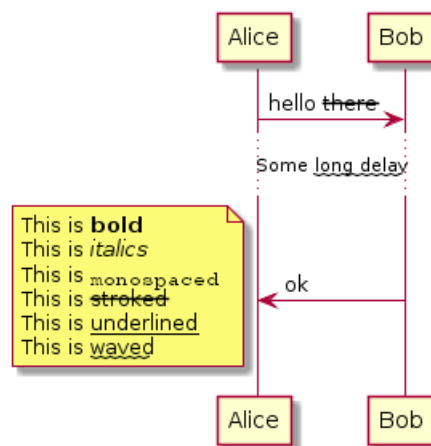 Alice Bob
hello there
Some long delay
This is bold
This is italics
This is monospaced
This is stroked
This is underlined
This is waved
ok
Alice Bob